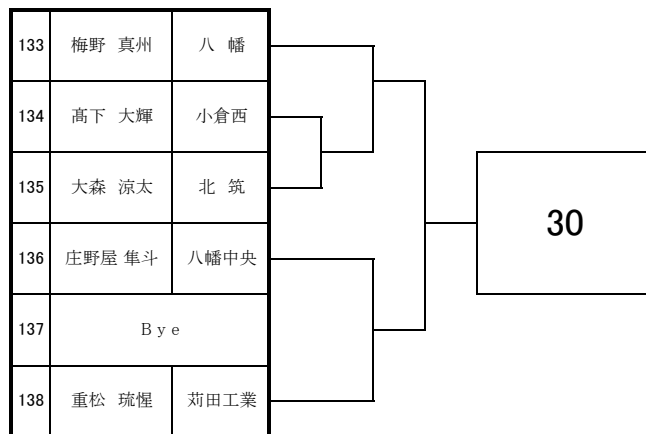 133 梅野 真州 八 幡
134 髙下 大輝 小倉西
135 大森 涼太 北 筑
136 庄野屋 隼斗 八幡中央
137 Bye
138 重松 琉惺 苅田工業
30